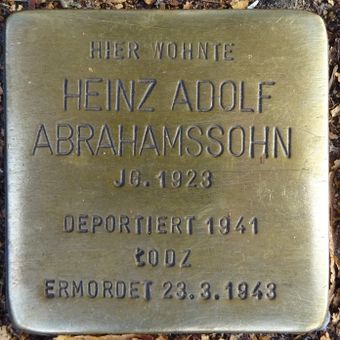 HIER WOHNTE
HEINZ ADOLF
ABRAHAMSSOHN
JG. 1923
DEPORTIERT 1941
ŁODZ
ERMORDET 23.3.1943